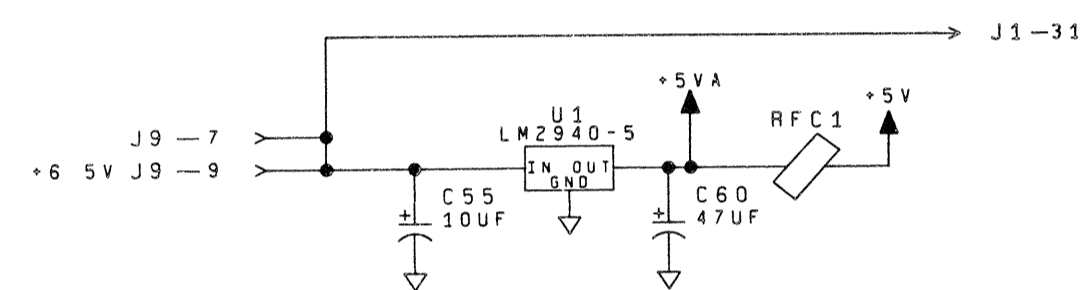 J1-31
+5VA
+5V
U1
LM2940-5
RFC1
J9-7
+6 5V J9-9
IN OUT
GND
C55
+
10UF
C60
+
47UF